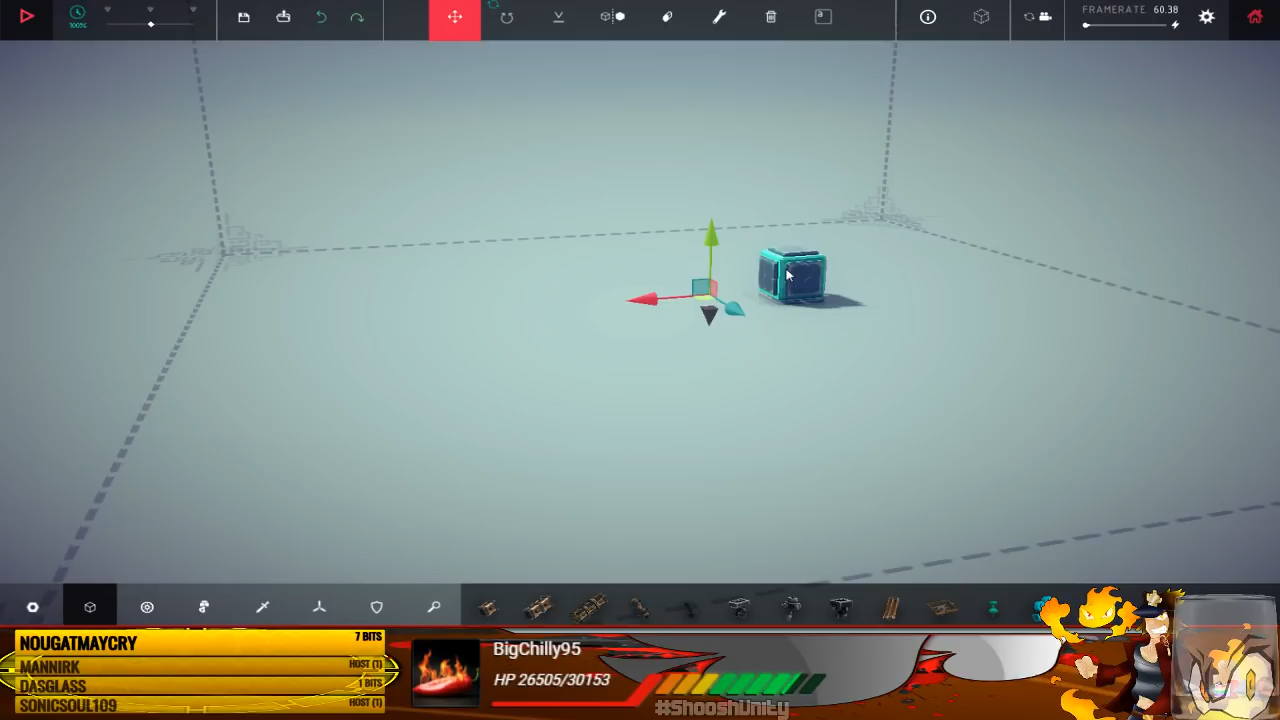 FRAMERATE 60.38
100%
a
NOUGATMAYCRY 7 BITS
MANNIRK HOST (1)
DASGLASS 1 BITS
SONICSOUL109 HOST (1)
BigChilly95
HP 26505/30153
#ShooshUnity